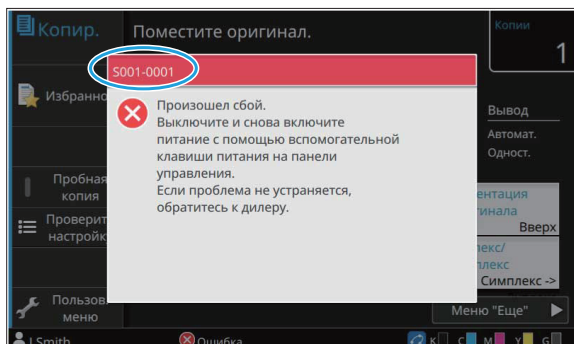 Копир.
Поместите оригинал.
Копии
1
S001-0001
Избранно
Произошел сбой.
Выключите и снова включите
питание с помощью вспомогательной
клавиши питания на панели
управления.
Если проблема не устраняется,
обратитесь к дилеру.
Вывод
Автомат.
Одност.
Пробная
копия
Проверит
настройк
ентация
гинала
Вверх
лекс/
плекс
Симплекс ->
Пользов.
меню
Меню "Еще"
J.Smith
Ошибка
K C M Y G